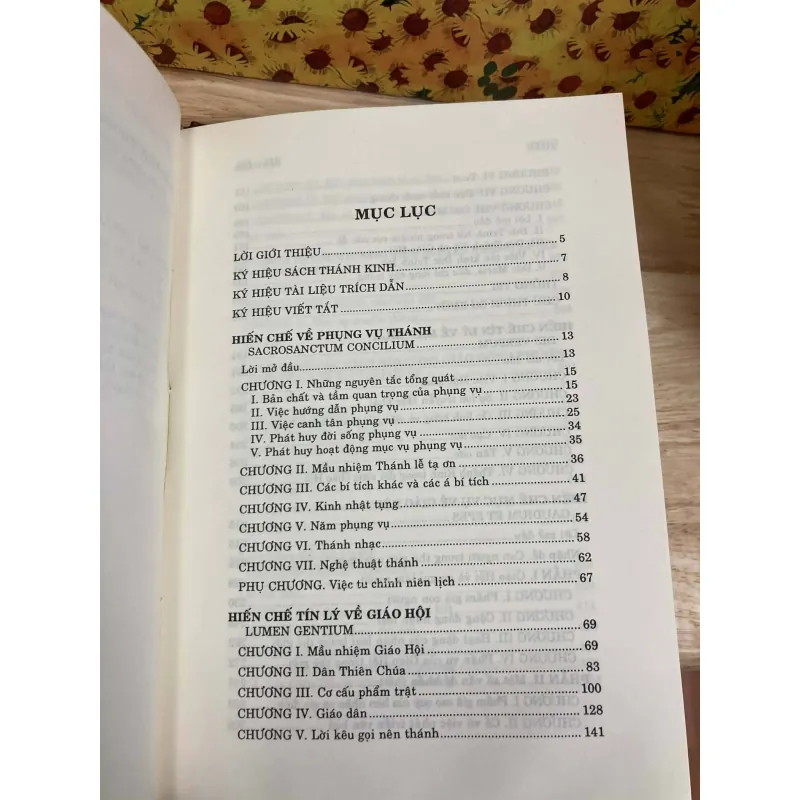 MỤC LỤC
LỜI GIỚI THIỆU 5
KÝ HIỆU SÁCH THÁNH KINH 7
KÝ HIỆU TÀI LIỆU TRÍCH DẪN 8
KÝ HIỆU VIẾT TẮT 10
HIẾN CHẾ VỀ PHỤNG VỤ THÁNH
SACROSANCTUM CONCILIUM 13
Lời mở đầu 13
CHƯƠNG I. Những nguyên tắc tổng quát 15
I. Bản chất và tầm quan trọng của phụng vụ 15
II. Việc hướng dẫn phụng vụ 23
III. Việc canh tân phụng vụ 25
IV. Phát huy đời sống phụng vụ 34
V. Phát huy hoạt động mục vụ phụng vụ 35
CHƯƠNG II. Mầu nhiệm Thánh lễ tạ ơn 36
CHƯƠNG III. Các bí tích khác và các á bí tích 41
CHƯƠNG IV. Kinh nhật tụng 47
CHƯƠNG V. Năm phụng vụ 54
CHƯƠNG VI. Thánh nhạc 58
CHƯƠNG VII. Nghệ thuật thánh 62
PHỤ CHƯƠNG. Việc tu chỉnh niên lịch 67
HIẾN CHẾ TÍN LÝ VỀ GIÁO HỘI
LUMEN GENTIUM 69
CHƯƠNG I. Mầu nhiệm Giáo Hội 69
CHƯƠNG II. Dân Thiên Chúa 83
CHƯƠNG III. Cơ cấu phẩm trật 100
CHƯƠNG IV. Giáo dân 128
CHƯƠNG V. Lời kêu gọi nên thánh 141